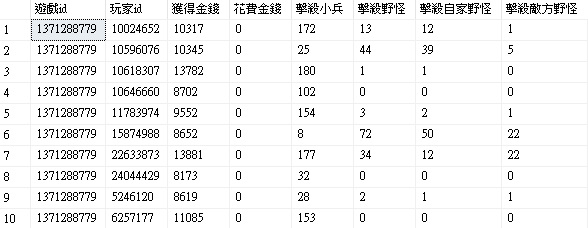 遊戲id 玩家id 獲得金錢 花費金錢 擊殺小兵 擊殺野怪 擊殺自家野怪 擊殺敵方野怪
1 1371288779 10024652 10317 0 172 13 12 1
2 1371288779 10596076 10345 0 25 44 39 5
3 1371288779 10618307 13782 0 180 1 1 0
4 1371288779 10646660 8702 0 102 0 0 0
5 1371288779 11783974 9552 0 154 3 2 1
6 1371288779 15874988 8652 0 8 72 50 22
7 1371288779 22633873 13881 0 177 34 12 22
8 1371288779 24044429 8173 0 32 0 0 0
9 1371288779 5246120 8619 0 28 2 1 1
10 1371288779 6257177 11085 0 153 0 0 0